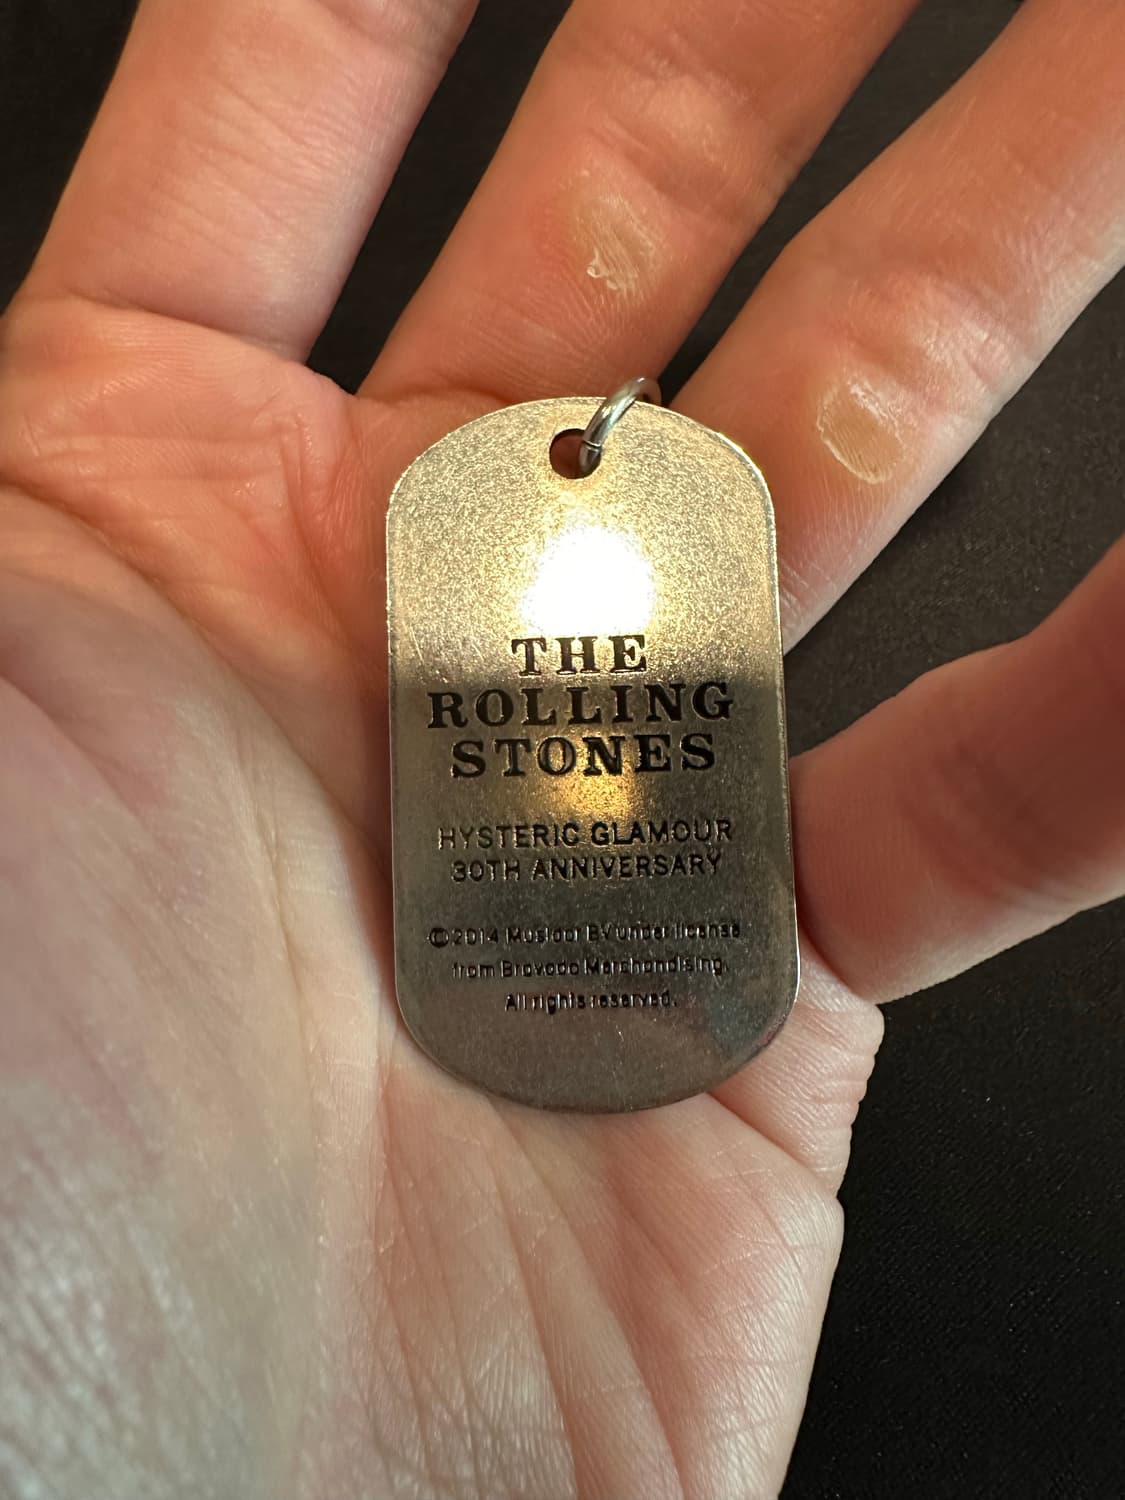 THE
ROLLING
STONES
HYSTERIC GLAMOUR
30TH ANNIVERSARY
©2014 Musidor BV under license
from Bravado Merchandising.
All rights reserved.